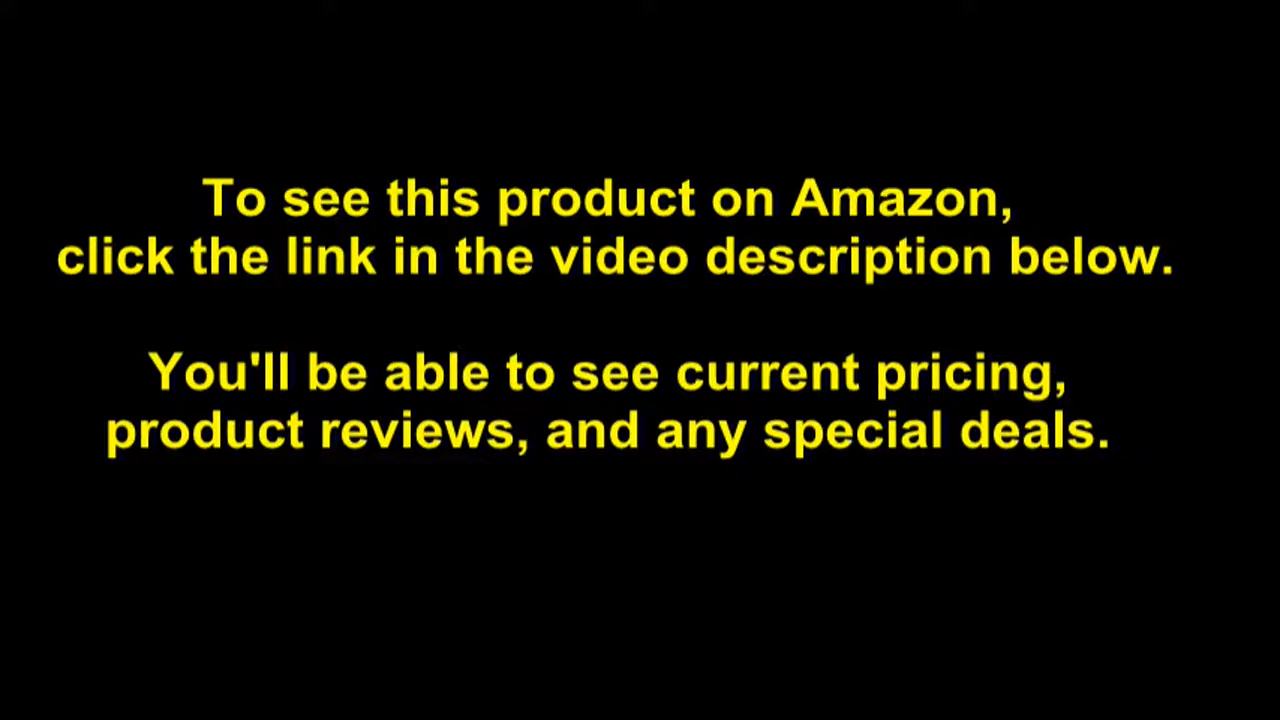 To see this product on Amazon,
click the link in the video description below.
You'll be able to see current pricing,
product reviews, and any special deals.